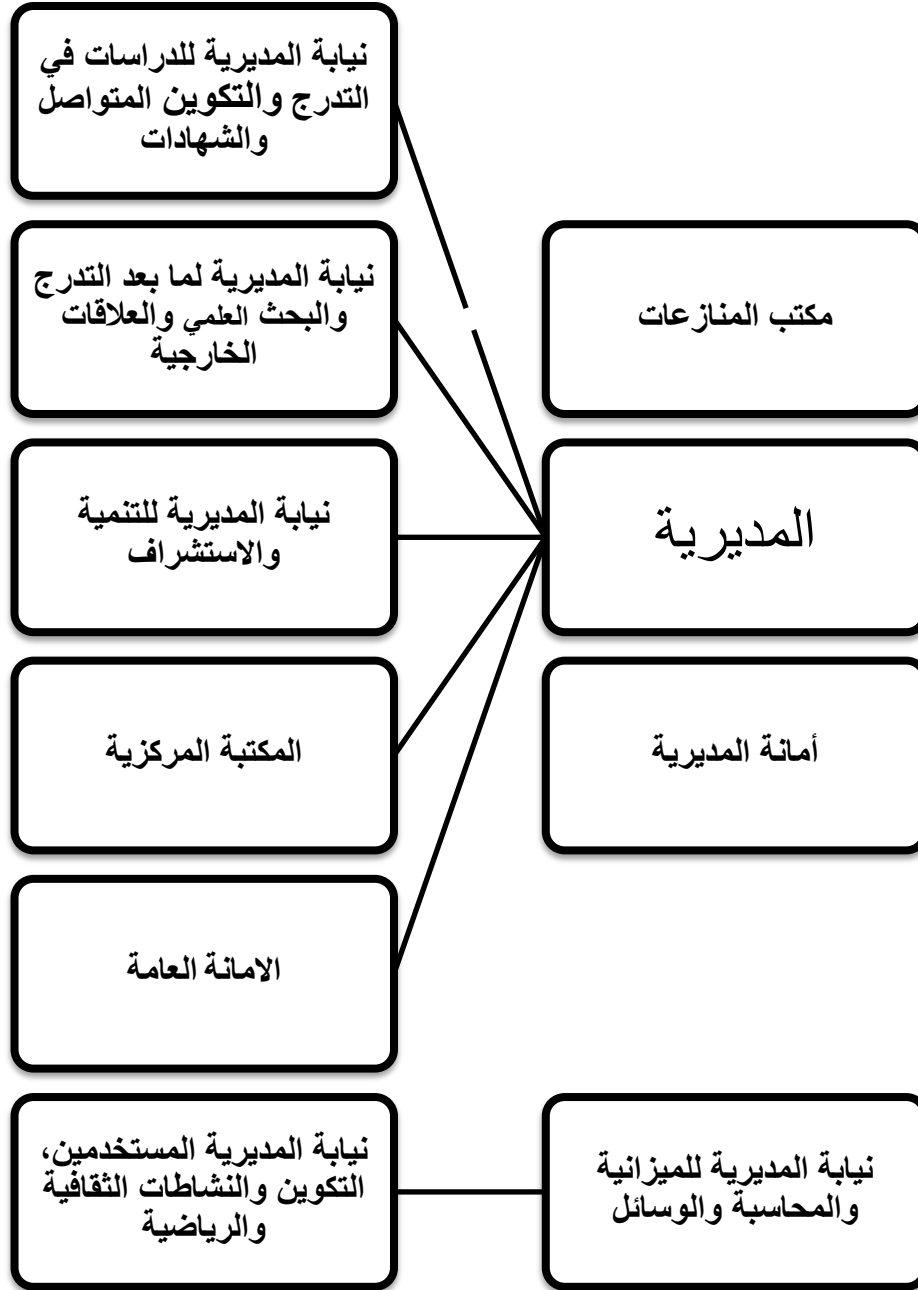 نيابة المديرية للدراسات في
التدرج والتكوين المتواصل
والشهادات
مكتب المنازعات
نيابة المديرية لما بعد التدرج
والبحث العلمي والعلاقات
الخارجية
المديرية
نيابة المديرية للتنمية
والاستشراف
أمانة المديرية
المكتبة المركزية
الامانة العامة
نيابة المديرية للميزانية
والمحاسبة والوسائل
نيابة المديرية المستخدمين،
التكوين والنشاطات الثقافية
والرياضية